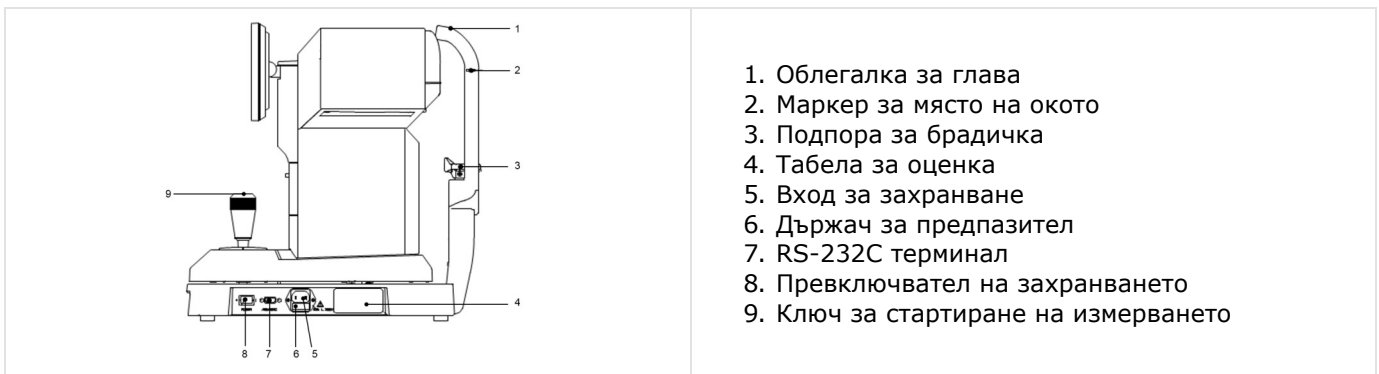 1
2
3
9
4
8 7 6 5
1. Облегалка за глава
2. Маркер за място на окото
3. Подпора за брадичка
4. Табела за оценка
5. Вход за захранване
6. Държач за предпазител
7. RS-232C терминал
8. Превключвател на захранването
9. Ключ за стартиране на измерването